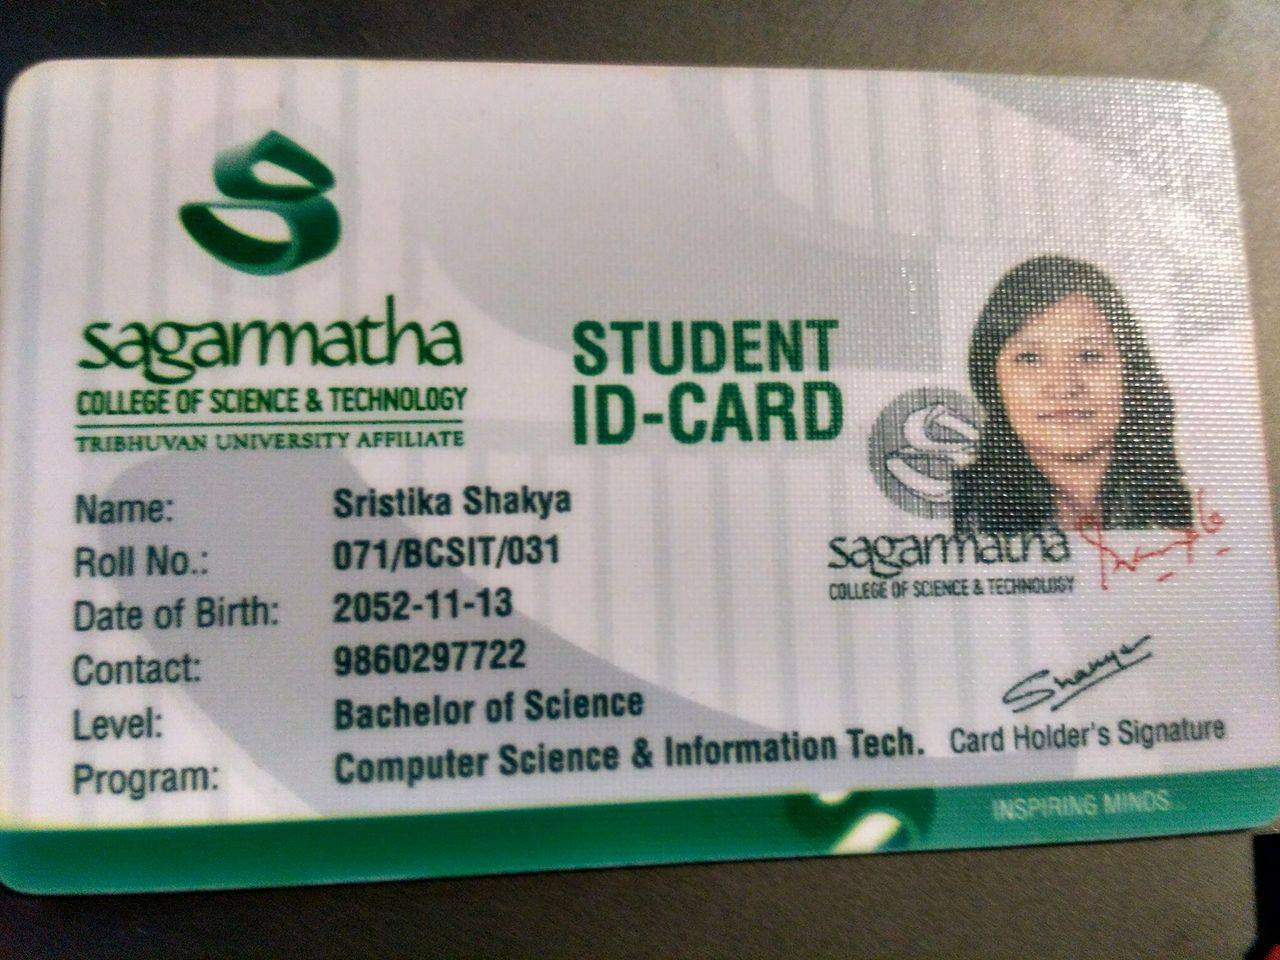 sagarmatha
COLLEGE OF SCIENCE & TECHNOLOGY
TRIBHUVAN UNIVERSITY AFFILIATE
STUDENT
ID-CARD
Name: Sristika Shakya
Roll No.: 071/BCSIT/031
Date of Birth: 2052-11-13
Contact: 9860297722
Level: Bachelor of Science
Program: Computer Science & Information Tech.
sagarmatha
COLLEGE OF SCIENCE & TECHNOLOGY
Shakya
Card Holder's Signature
INSPIRING MINDS...